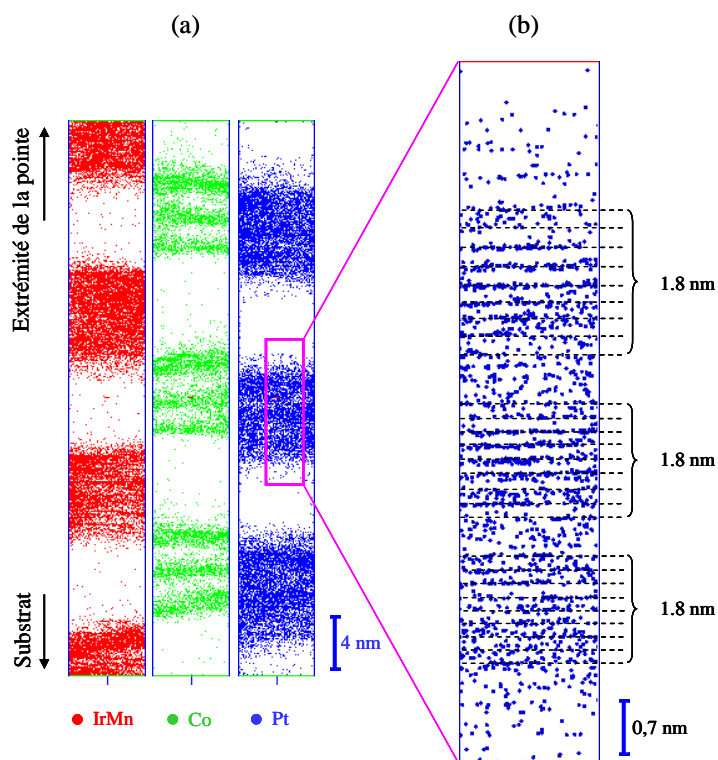 (a)
(b)
Extrémité de la pointe
Substrat
4 nm
IrMn
Co
Pt
1.8 nm
1.8 nm
1.8 nm
0,7 nm